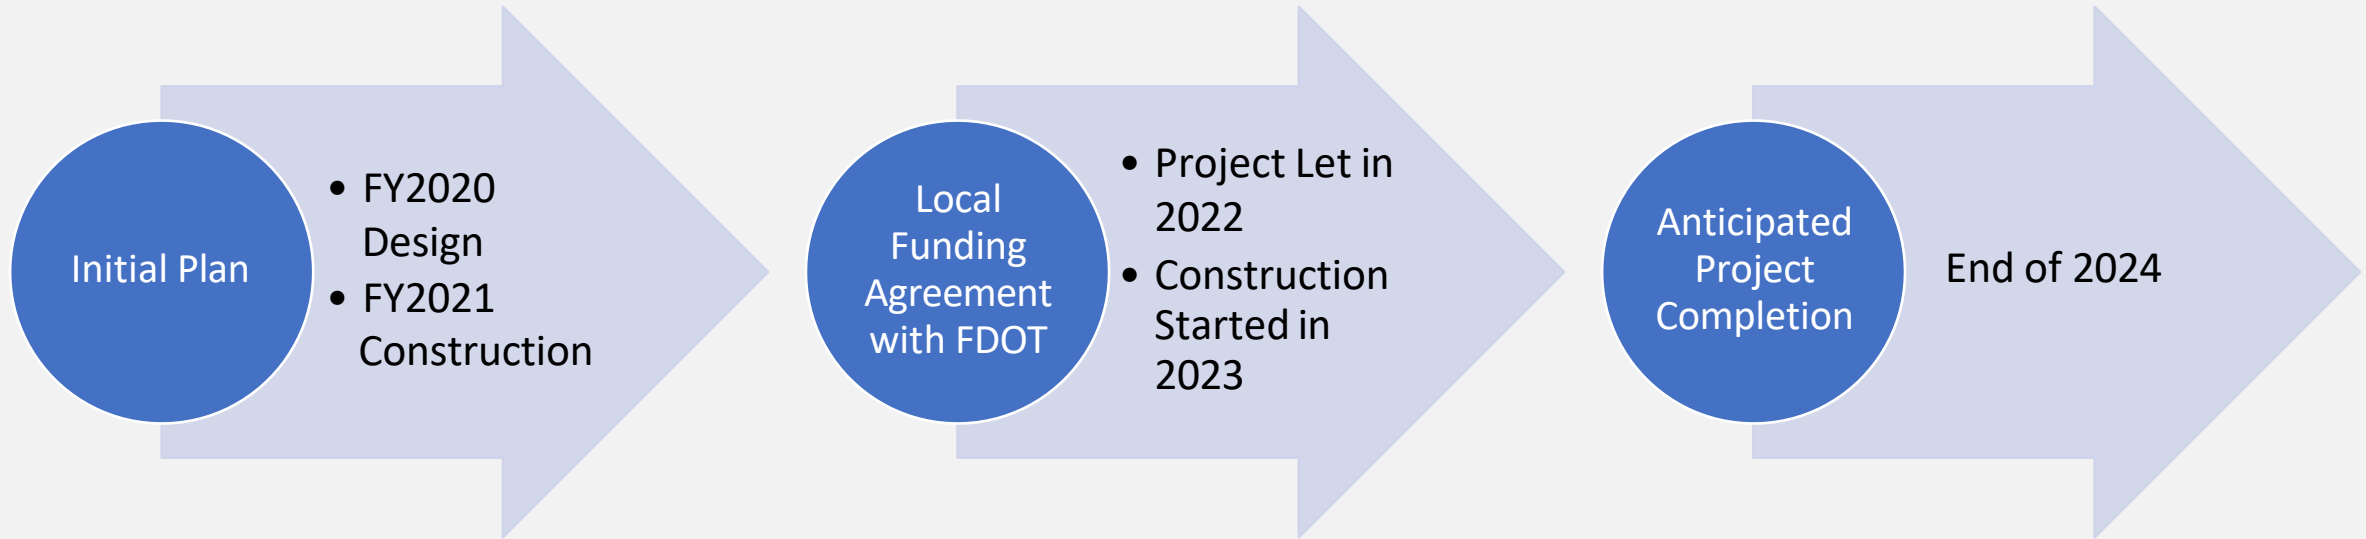 Initial Plan
• FY2020
Design
• FY2021
Construction
Local
Funding
Agreement
with FDOT
• Project Let in
2022
• Construction
Started in
2023
Anticipated
Project
Completion
End of 2024